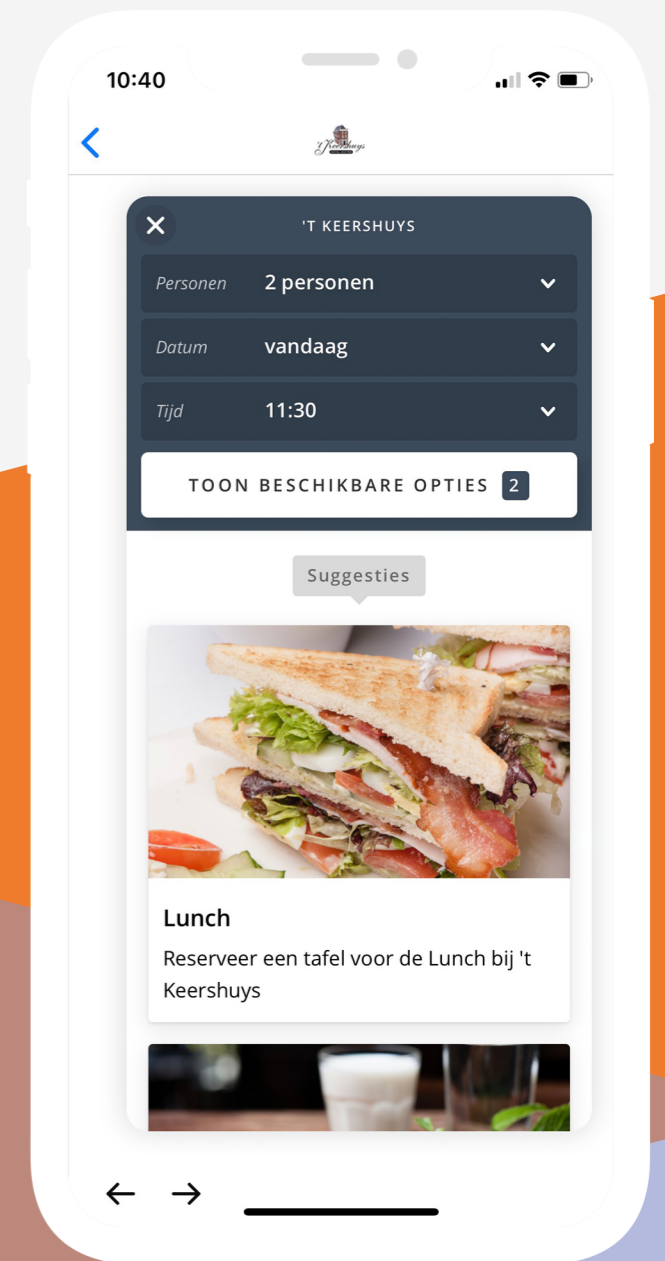 10:40
't Keershuys
'T KEERSHUYS
Personen 2 personen
Datum vandaag
Tijd 11:30
TOON BESCHIKBARE OPTIES 2
Suggesties
Lunch
Reserveer een tafel voor de Lunch bij 't
Keershuys